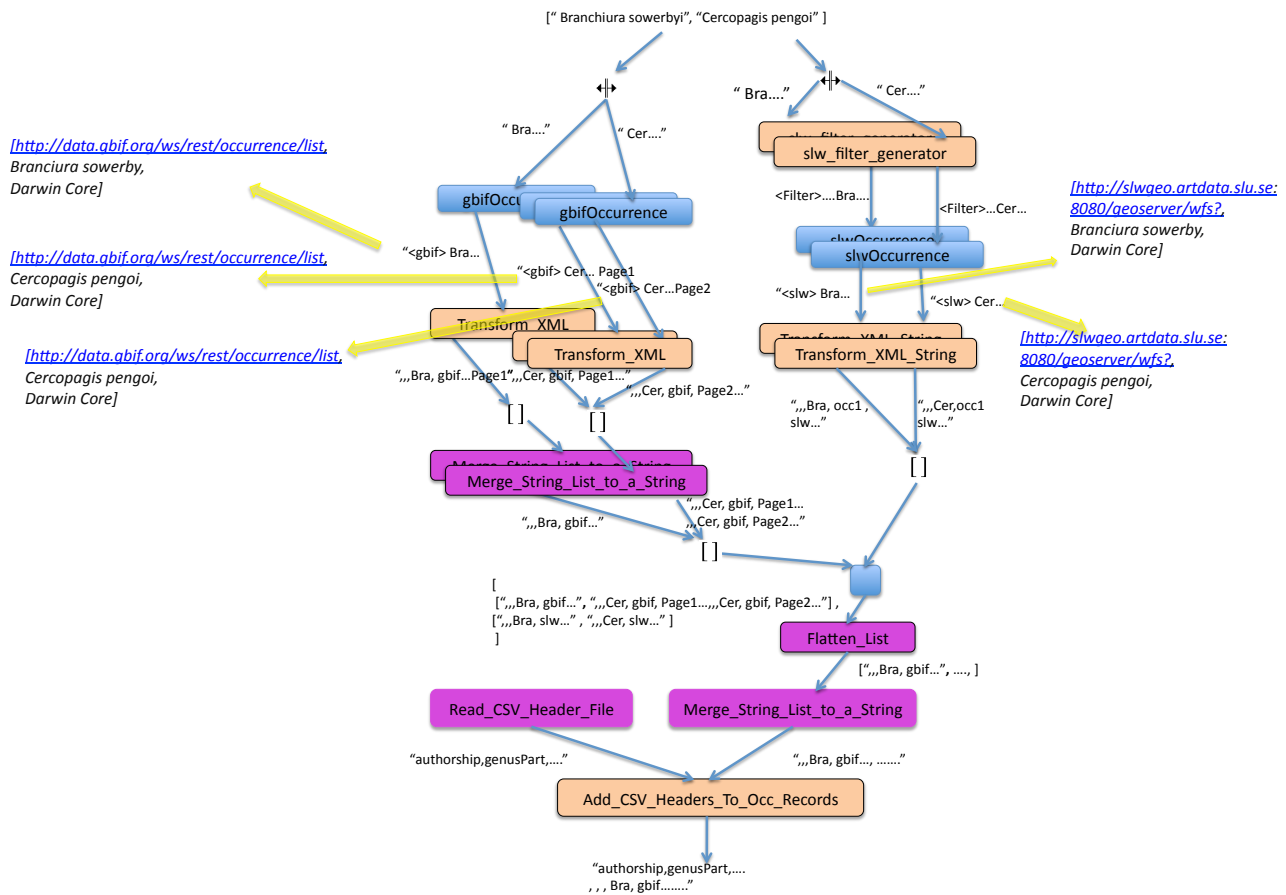 [“ Branchiura sowerbyi”, “Cercopagis pengoi” ]
“ Bra....”
“ Cer....”
“ Bra....”
“ Cer....”
slw_filter_generator
slw_filter_generator
[http://data.gbif.org/ws/rest/occurrence/list,
Branciura sowerby,
Darwin Core]
gbifOccu
gbifOccurrence
<Filter>....Bra....
<Filter>...Cer...
[http://slwgeo.artdata.slu.se:
8080/geoserver/wfs?,
Branciura sowerby,
Darwin Core]
slwOccurrence
slwOccurrence
[http://data.gbif.org/ws/rest/occurrence/list,
Cercopagis pengoi,
Darwin Core]
“<gbif> Bra...
“<gbif> Cer... Page1
“<gbif> Cer...Page2
“<slw> Bra...
“<slw> Cer...
Transform_XML
Transform_XML
Transform_XML_String
Transform_XML_String
[http://data.gbif.org/ws/rest/occurrence/list,
Cercopagis pengoi,
Darwin Core]
[http://slwgeo.artdata.slu.se:
8080/geoserver/wfs?,
Cercopagis pengoi,
Darwin Core]
“,,,Bra, gbif...Page1”
“,,,Cer, gbif, Page1...”
“,,,Cer, gbif, Page2...”
“,,,Bra, occ1 ,
slw...”
“,,,Cer,occ1
slw...”
[ ]
[ ]
[ ]
Merge_String_List_to_a_String
Merge_String_List_to_a_String
“,,,Bra, gbif...”
“,,,Cer, gbif, Page1...
,,,Cer, gbif, Page2...”
[ ]
[
[“,,,Bra, gbif...”, “,,,Cer, gbif, Page1...,,,Cer, gbif, Page2...”] ,
[“,,,Bra, slw...” , “,,,Cer, slw...” ]
]
Flatten_List
[“,,,Bra, gbif...”, ...., ]
Read_CSV_Header_File
Merge_String_List_to_a_String
“authorship,genusPart,....”
“,,,Bra, gbif..., .......”
Add_CSV_Headers_To_Occ_Records
“authorship,genusPart,....
, , , Bra, gbif........”